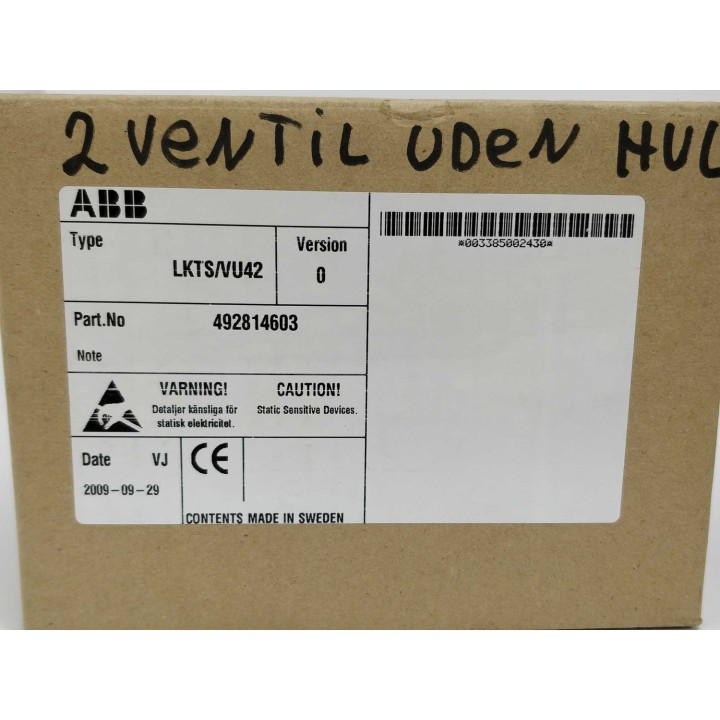 2 VENTIL UDEN HUL
ABB
Type
LKTS/VU42
Version
0
*003385002430*
Part.No 492814603
Note
VARNING!
Detaljer känsliga för
statisk elektricitet.
CAUTION!
Static Sensitive Devices.
Date VJ
2009-09-29
CE
CONTENTS MADE IN SWEDEN